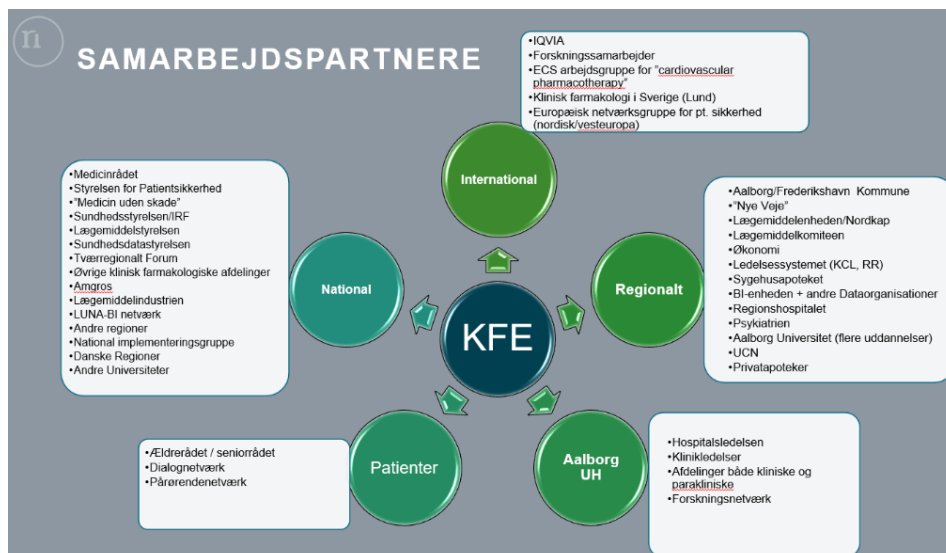 SAMARBEJDSPARTNERE
•IQVIA
•Forskningssamarbejder
•ECS arbejdsgruppe for "cardiovascular
pharmacotherapy"
•Klinisk farmakologi i Sverige (Lund)
•Europæisk netværksgruppe for pt. sikkerhed
(nordisk/vesteuropa)
International
•Medicinrådet
•Styrelsen for Patientsikkerhed
•"Medicin uden skade"
•Sundhedsstyrelsen/IRF
•Lægemiddelstyrelsen
•Sundhedsdatastyrelsen
•Tværregionalt Forum
•Øvrige klinisk farmakologiske afdelinger
•Amgros
•Lægemiddelindustrien
•LUNA-BI netværk
•Andre regioner
•National implementeringsgruppe
•Danske Regioner
•Andre Universiteter
National
Regionalt
•Aalborg/Frederikshavn Kommune
•"Nye Veje"
•Lægemiddelenheden/Nordkap
•Lægemiddelkomiteen
•Økonomi
•Ledelsessystemet (KCL, RR)
•Sygehusapoteket
•BI-enheden + andre Dataorganisationer
•Regionshospitalet
•Psykiatrien
•Aalborg Universitet (flere uddannelser)
•UCN
•Privatapoteker
KFE
•Ældrerådet / seniorrådet
•Dialognetværk
•Pårørendenetværk
Patienter
Aalborg
UH
•Hospitalsledelsen
•Klinikledelser
•Afdelinger både kliniske og
parakliniske
•Forskningsnetværk